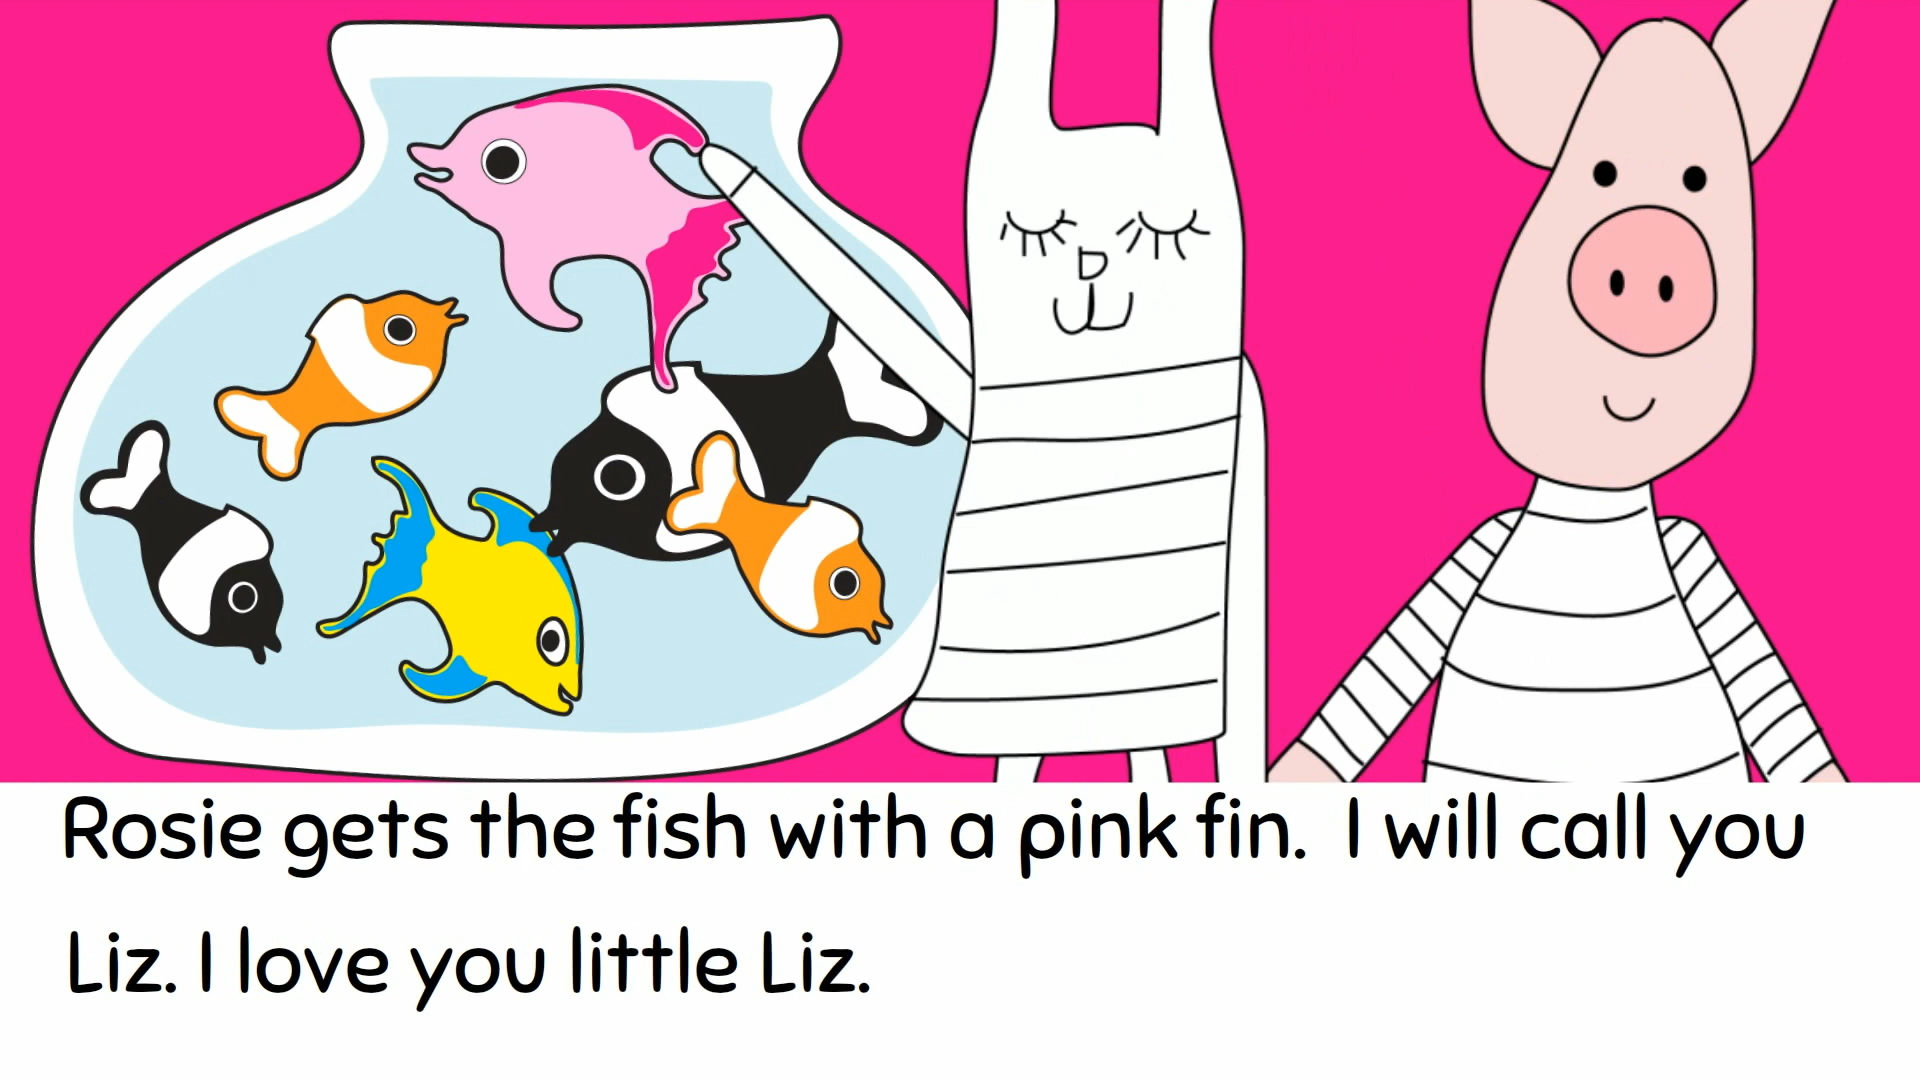 Rosie gets the fish with a pink fin.  I will call you
Liz. I love you little Liz.